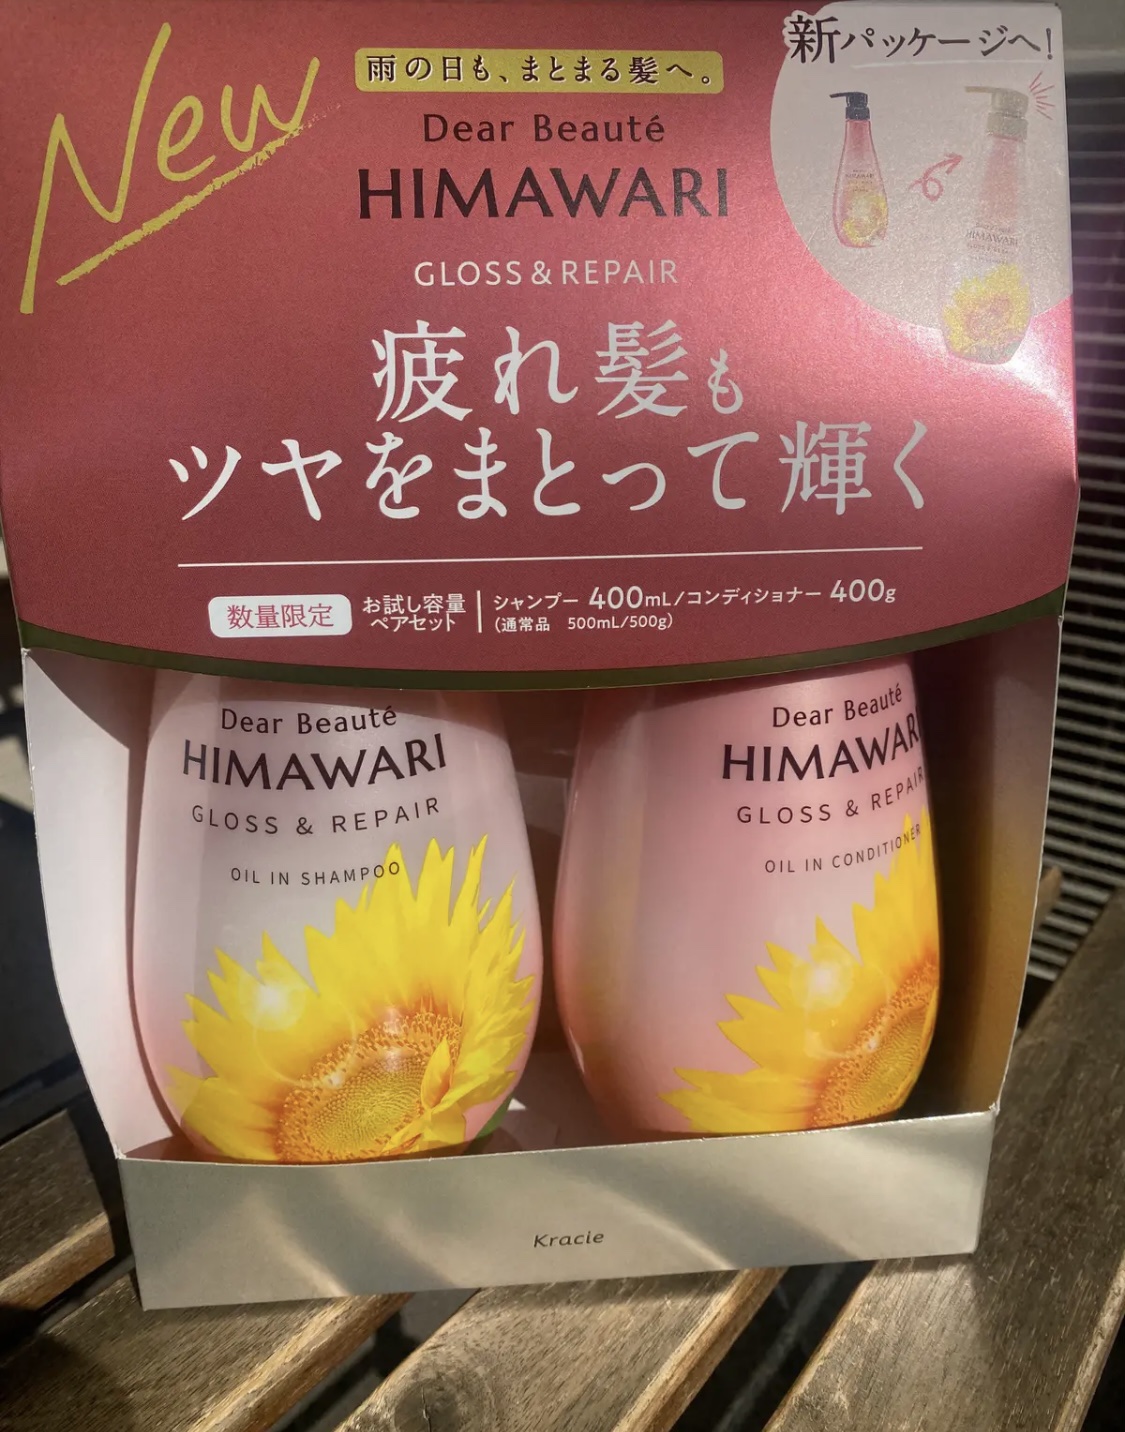 New
雨の日も、まとまる髪へ。
Dear Beauté
HIMAWARI
GLOSS & REPAIR
新パッケージへ!
HIMAWARI
疲れ髪も
ツヤをまとって輝く
数量限定
お試し容量
ペアセット
シャンプー 400mL/コンディショナー 400g
(通常品 500mL/500g)
Dear Beauté
HIMAWARI
GLOSS & REPAIR
OIL IN SHAMPOO
Dear Beauté
HIMAWAR
GLOSS & REPAIR
OIL IN CONDITIONER
Kracie